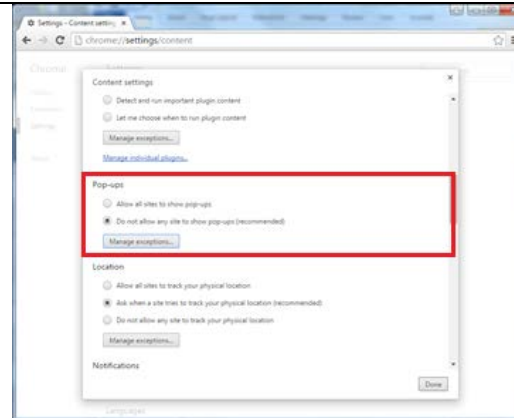 Settings - Content setting
chrome://settings/content
Chrome
Settings
Content settings
Detect and run important plugin content
Let me choose when to run plugin content
Manage exceptions...
Manage individual plugins...
Pop-ups
Allow all sites to show pop-ups
Do not allow any site to show pop-ups (recommended)
Manage exceptions...
Location
Allow all sites to track your physical location
Ask when a site tries to track your physical location (recommended)
Do not allow any site to track your physical location
Manage exceptions...
Notifications
Done
Languages